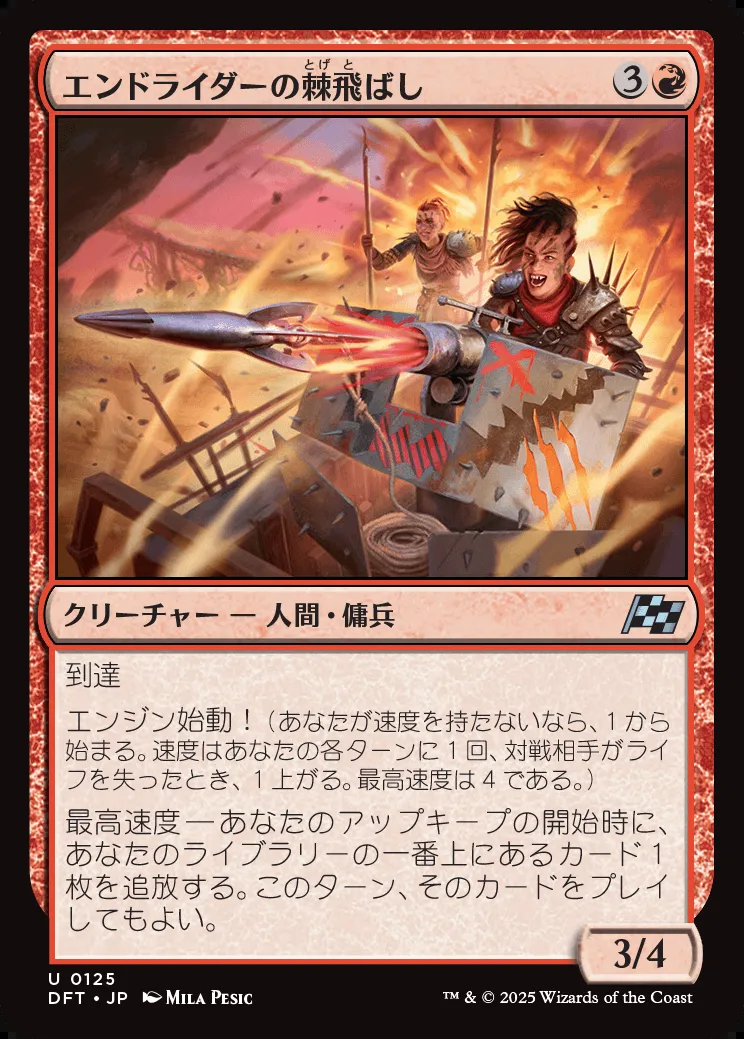 とげ と
エンドライダーの棘飛ばし 3
クリーチャー ― 人間・傭兵
到達
エンジン始動！（あなたが速度を持たないなら、１から
始まる。速度はあなたの各ターンに１回、対戦相手がライ
フを失ったとき、１上がる。最高速度は４である。）
最高速度 ― あなたのアップキープの開始時に、
あなたのライブラリーの一番上にあるカード１
枚を追放する。このターン、そのカードをプレイ
してもよい。
3/4
U 0125
DFT • JP MILA PESIC
™ & © 2025 Wizards of the Coast